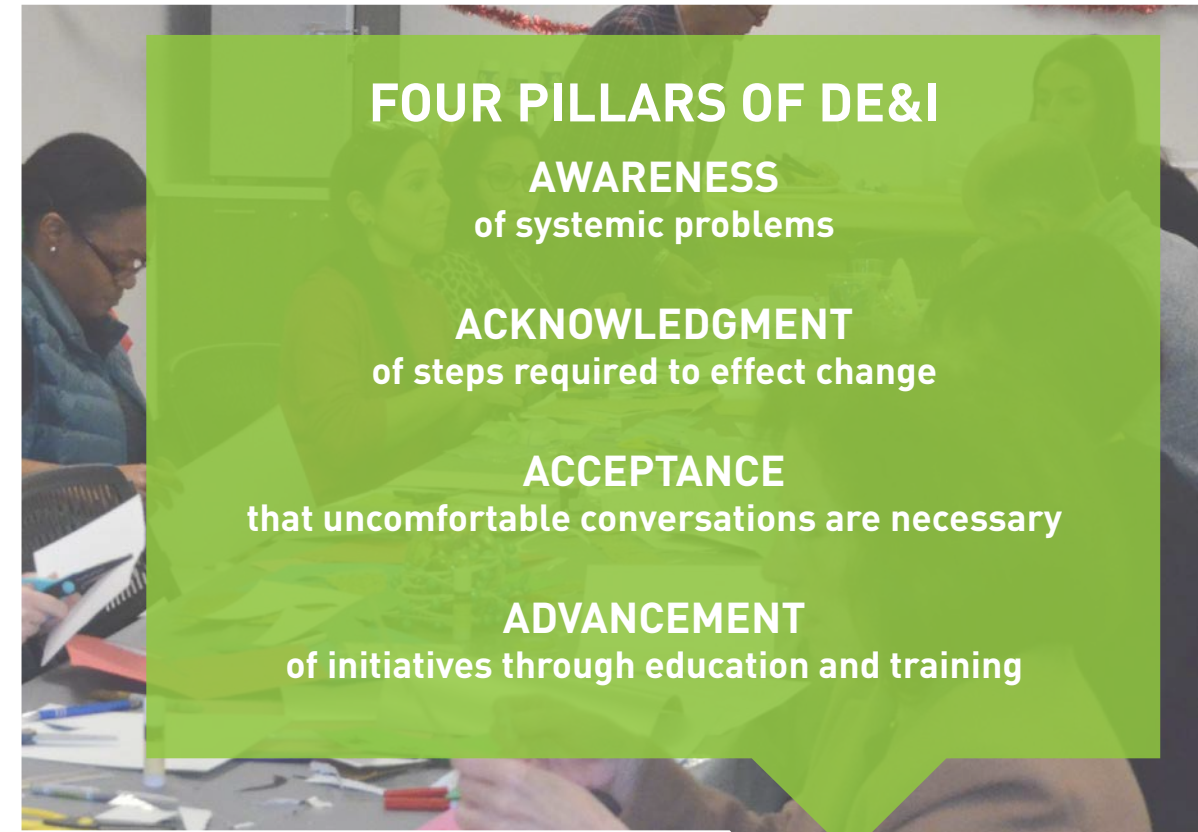 FOUR PILLARS OF DE&I
AWARENESS
of systemic problems
ACKNOWLEDGMENT
of steps required to effect change
ACCEPTANCE
that uncomfortable conversations are necessary
ADVANCEMENT
of initiatives through education and training